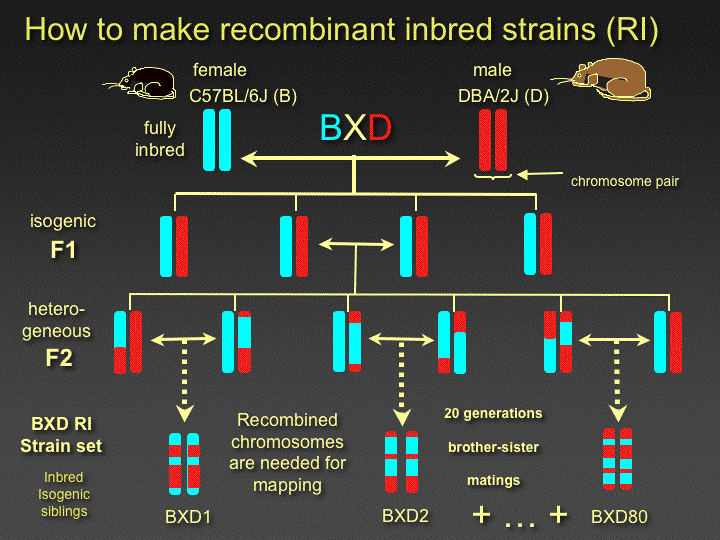 How to make recombinant inbred strains (RI)
female
C57BL/6J (B)
male
DBA/2J (D)
fully
inbred
BXD
chromosome pair
isogenic
F1
hetero-
geneous
F2
BXD RI
Strain set
Inbred
Isogenic
siblings
BXD1
Recombined
chromosomes
are needed for
mapping
BXD2
20 generations
brother-sister
matings
+ ... +
BXD80